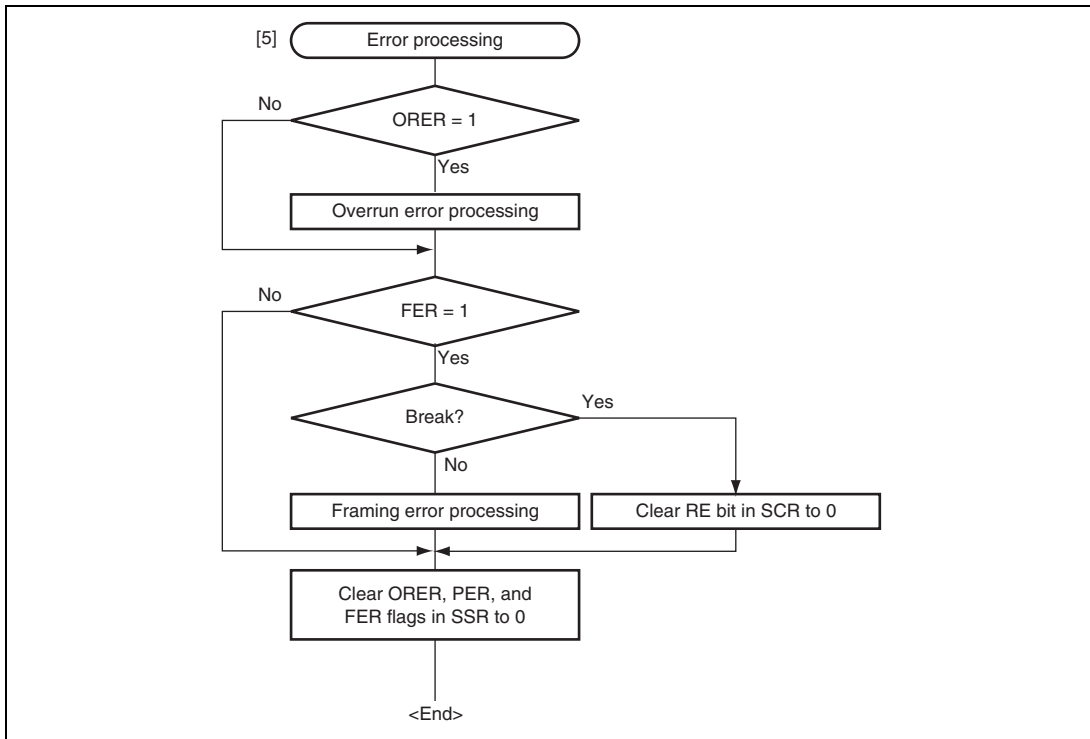 [5]
Error processing
No
ORER = 1
Yes
Overrun error processing
No
FER = 1
Yes
Break?
Yes
No
Framing error processing
Clear RE bit in SCR to 0
Clear ORER, PER, and
FER flags in SSR to 0
<End>